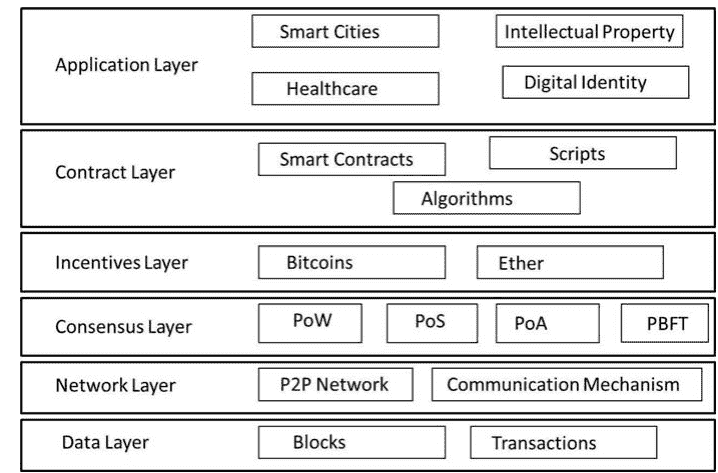 Application Layer
Smart Cities
Intellectual Property
Healthcare
Digital Identity
Contract Layer
Smart Contracts
Scripts
Algorithms
Incentives Layer
Bitcoins
Ether
Consensus Layer
PoW
PoS
PoA
PBFT
Network Layer
P2P Network
Communication Mechanism
Data Layer
Blocks
Transactions